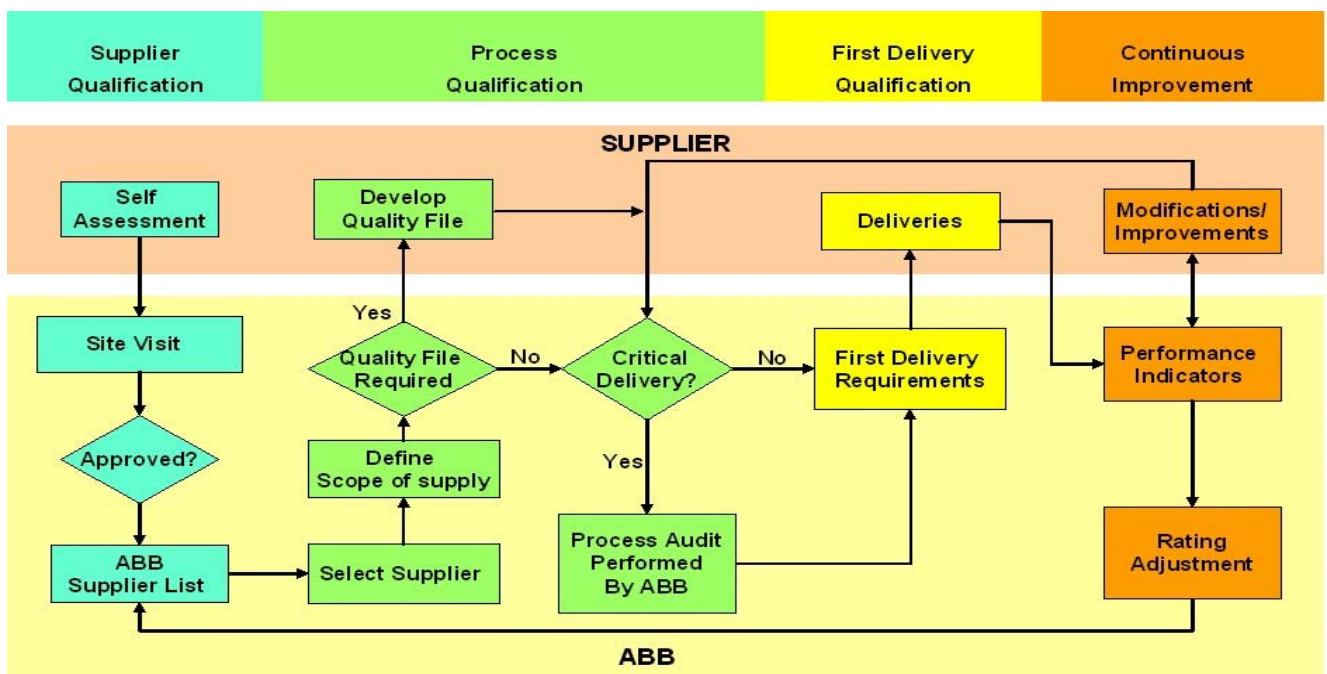 Supplier
Qualification
Process
Qualification
First Delivery
Qualification
Continuous
Improvement
SUPPLIER
Self
Assessment
Develop
Quality File
Deliveries
Modifications/
Improvements
Yes
Site Visit
Quality File
Required
No
Critical
Delivery?
No
First Delivery
Requirements
Performance
Indicators
Approved?
Define
Scope of supply
Yes
ABB
Supplier List
Select Supplier
Process Audit
Performed
By ABB
Rating
Adjustment
ABB